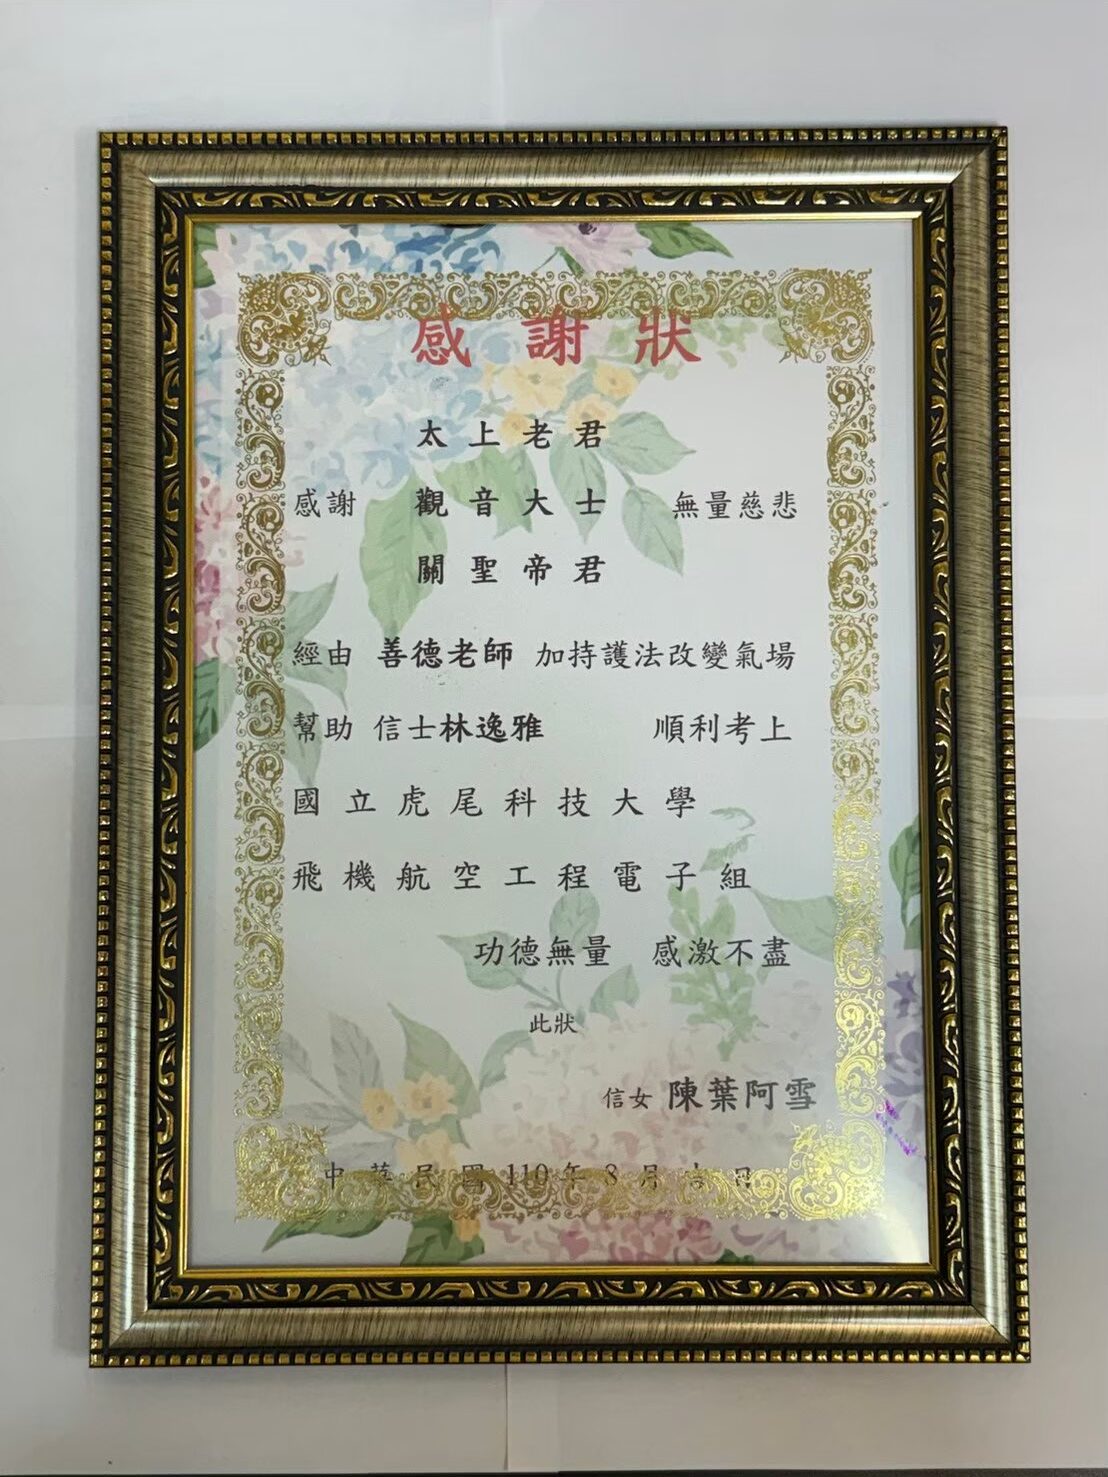 感謝狀
太上老君
感謝 觀音大士 無量慈悲
關聖帝君
經由 善德老師 加持護法改變氣場
幫助 信士林逸雅 順利考上
國立虎尾科技大學
飛機航空工程電子組
功德無量 感激不盡
此狀
信女 陳葉阿雪
中華民國 110 年 8 月 吉 日